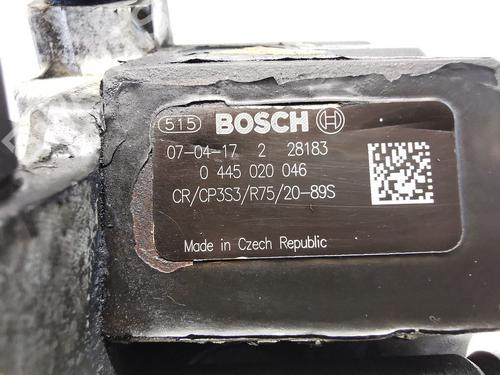 515 BOSCH
07-04-17 2 28183
0 445 020 046
CR/CP3S3/R75/20-89S
Made in Czech Republic